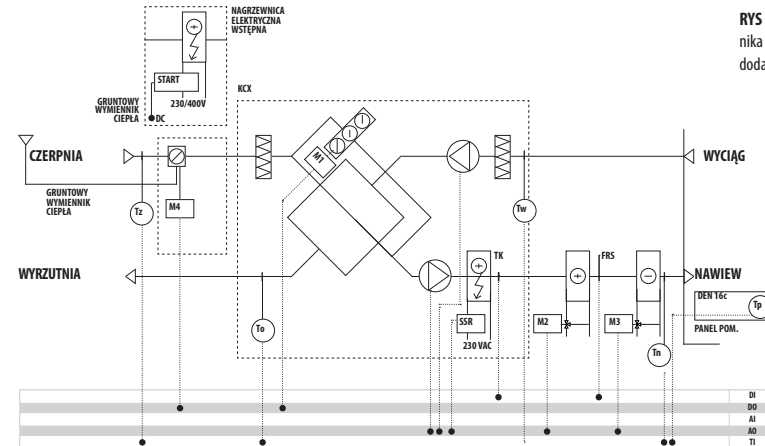 NAGRZEWNICA
ELEKTRYCZNA
WSTĘPNA
START
230/400V
GRUNTOWY
WYMIENNIK
CIEPŁA
DC
KCX
RYS
nika
doda
CZERPNIA
GRUNTOWY
WYMIENNIK
CIEPŁA
Tz
M4
M1
WYCIĄG
Tw
WYRZUTNIA
To
TK
SSR
230 VAC
M2
FRS
M3
NAWIEW
DEN 16c
Tp
PANEL POM.
Tn
DI
DO
AI
AO
TI